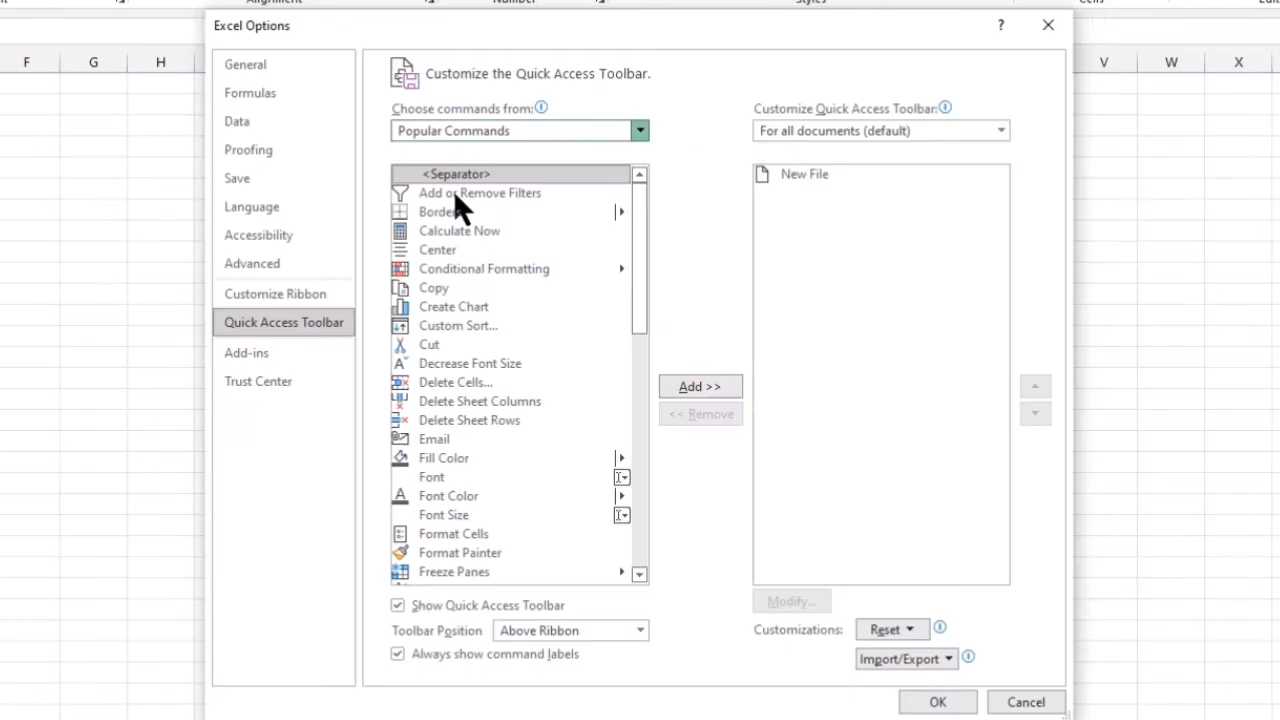 Alignment
Number
Styles
Cells
Excel Options
?
F G H V W X
General
Formulas
Data
Proofing
Save
Language
Accessibility
Advanced
Customize Ribbon
Quick Access Toolbar
Add-ins
Trust Center
Customize the Quick Access Toolbar.
Choose commands from:
Popular Commands
<Separator>
Add or Remove Filters
Calculate Now
Center
Conditional Formatting
Copy
Create Chart
Custom Sort...
Cut
Decrease Font Size
Delete Cells...
Delete Sheet Columns
Delete Sheet Rows
Email
Fill Color
Font
Font Color
Font Size
Format Cells
Format Painter
Freeze Panes
Show Quick Access Toolbar
Toolbar Position Above Ribbon
Always show command labels
Add >>
<< Remove
Customize Quick Access Toolbar:
For all documents (default)
New File
Modify...
Customizations: Reset
Import/Export
OK
Cancel